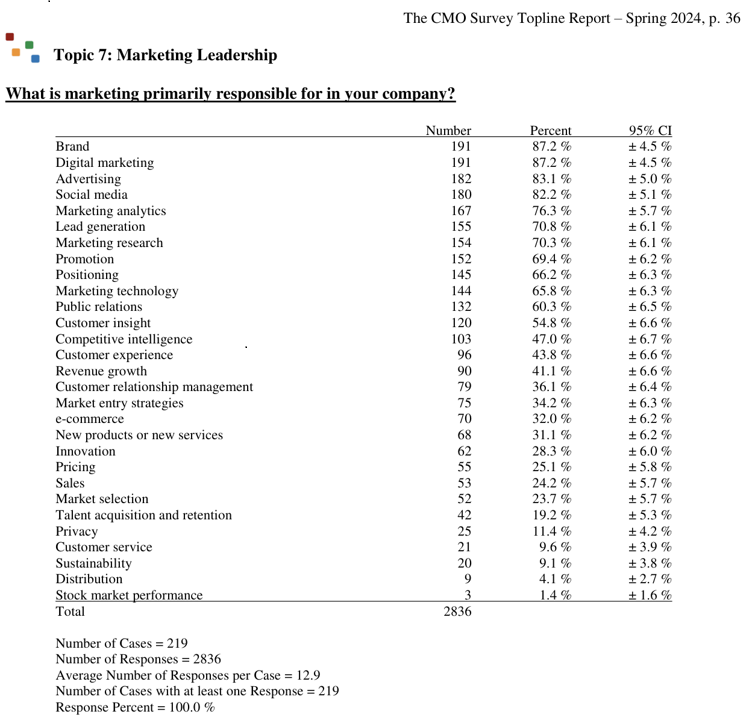 The CMO Survey Topline Report – Spring 2024, p. 36
Topic 7: Marketing Leadership
What is marketing primarily responsible for in your company?
Number Percent 95% CI
Brand 191 87.2 % ± 4.5 %
Digital marketing 191 87.2 % ± 4.5 %
Advertising 182 83.1 % ± 5.0 %
Social media 180 82.2 % ± 5.1 %
Marketing analytics 167 76.3 % ± 5.7 %
Lead generation 155 70.8 % ± 6.1 %
Marketing research 154 70.3 % ± 6.1 %
Promotion 152 69.4 % ± 6.2 %
Positioning 145 66.2 % ± 6.3 %
Marketing technology 144 65.8 % ± 6.3 %
Public relations 132 60.3 % ± 6.5 %
Customer insight 120 54.8 % ± 6.6 %
Competitive intelligence 103 47.0 % ± 6.7 %
Customer experience 96 43.8 % ± 6.6 %
Revenue growth 90 41.1 % ± 6.6 %
Customer relationship management 79 36.1 % ± 6.4 %
Market entry strategies 75 34.2 % ± 6.3 %
e-commerce 70 32.0 % ± 6.2 %
New products or new services 68 31.1 % ± 6.2 %
Innovation 62 28.3 % ± 6.0 %
Pricing 55 25.1 % ± 5.8 %
Sales 53 24.2 % ± 5.7 %
Market selection 52 23.7 % ± 5.7 %
Talent acquisition and retention 42 19.2 % ± 5.3 %
Privacy 25 11.4 % ± 4.2 %
Customer service 21 9.6 % ± 3.9 %
Sustainability 20 9.1 % ± 3.8 %
Distribution 9 4.1 % ± 2.7 %
Stock market performance 3 1.4 % ± 1.6 %
Total 2836
Number of Cases = 219
Number of Responses = 2836
Average Number of Responses per Case = 12.9
Number of Cases with at least one Response = 219
Response Percent = 100.0 %